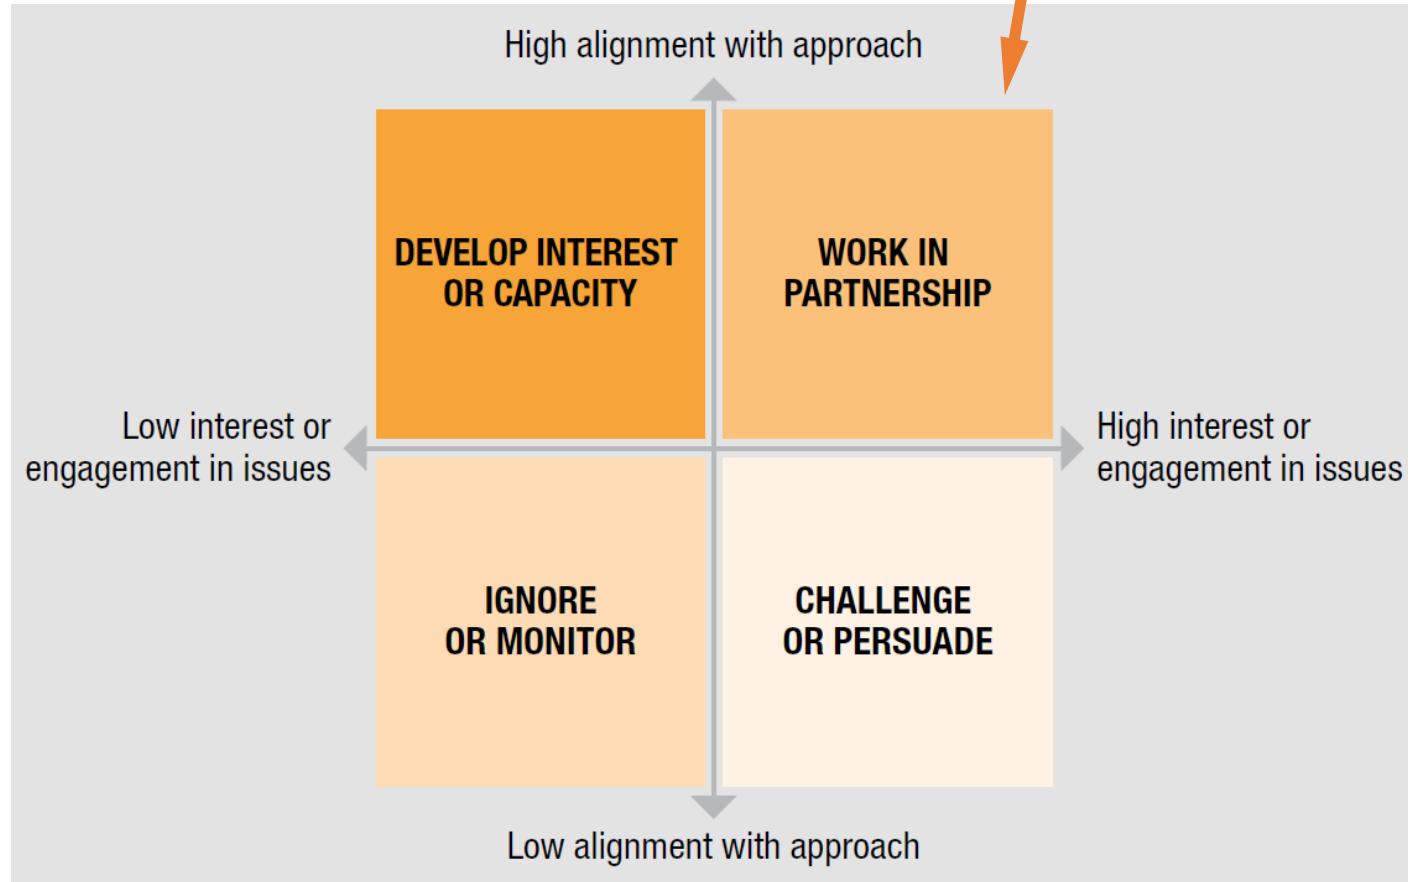 High alignment with approach
DEVELOP INTEREST
OR CAPACITY
WORK IN
PARTNERSHIP
Low interest or
engagement in issues
High interest or
engagement in issues
IGNORE
OR MONITOR
CHALLENGE
OR PERSUADE
Low alignment with approach